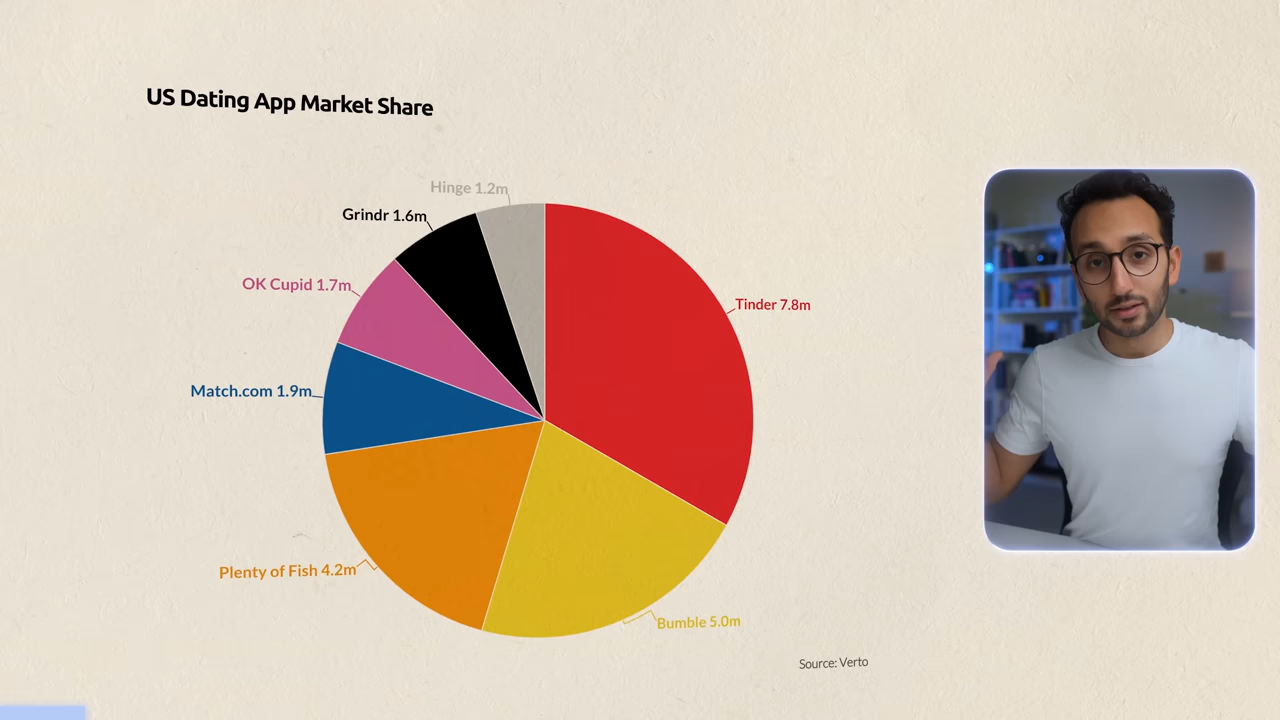 US Dating App Market Share
Hinge 1.2m
Grindr 1.6m
OK Cupid 1.7m
Tinder 7.8m
Match.com 1.9m
Plenty of Fish 4.2m
Bumble 5.0m
Source: Verto